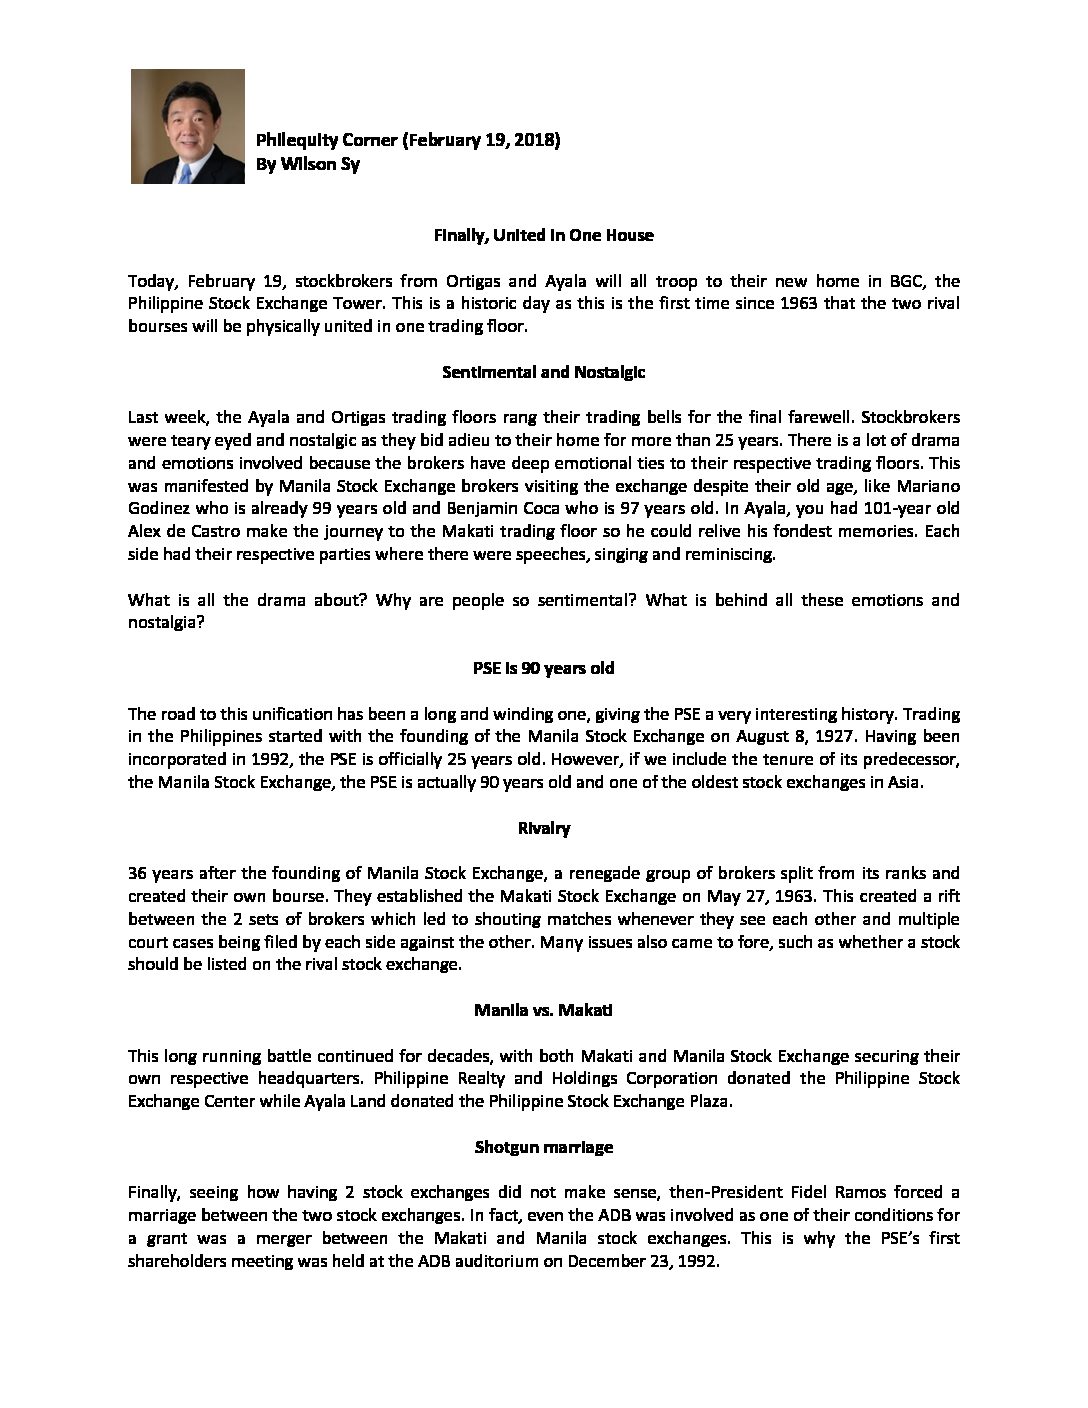 Philequity Corner (February 19, 2018)
By Wilson Sy
Finally, United in One House
Today, February 19, stockbrokers from Ortigas and Ayala will all troop to their new home in BGC, the
Philippine Stock Exchange Tower. This is a historic day as this is the first time since 1963 that the two rival
bourses will be physically united in one trading floor.
Sentimental and Nostalgic
Last week, the Ayala and Ortigas trading floors rang their trading bells for the final farewell. Stockbrokers
were teary eyed and nostalgic as they bid adieu to their home for more than 25 years. There is a lot of drama
and emotions involved because the brokers have deep emotional ties to their respective trading floors. This
was manifested by Manila Stock Exchange brokers visiting the exchange despite their old age, like Mariano
Godinez who is already 99 years old and Benjamin Coca who is 97 years old. In Ayala, you had 101-year old
Alex de Castro make the journey to the Makati trading floor so he could relive his fondest memories. Each
side had their respective parties where there were speeches, singing and reminiscing.
What is all the drama about? Why are people so sentimental? What is behind all these emotions and
nostalgia?
PSE is 90 years old
The road to this unification has been a long and winding one, giving the PSE a very interesting history. Trading
in the Philippines started with the founding of the Manila Stock Exchange on August 8, 1927. Having been
incorporated in 1992, the PSE is officially 25 years old. However, if we include the tenure of its predecessor,
the Manila Stock Exchange, the PSE is actually 90 years old and one of the oldest stock exchanges in Asia.
Rivalry
36 years after the founding of Manila Stock Exchange, a renegade group of brokers split from its ranks and
created their own bourse. They established the Makati Stock Exchange on May 27, 1963. This created a rift
between the 2 sets of brokers which led to shouting matches whenever they see each other and multiple
court cases being filed by each side against the other. Many issues also came to fore, such as whether a stock
should be listed on the rival stock exchange.
Manila vs. Makati
This long running battle continued for decades, with both Makati and Manila Stock Exchange securing their
own respective headquarters. Philippine Realty and Holdings Corporation donated the Philippine Stock
Exchange Center while Ayala Land donated the Philippine Stock Exchange Plaza.
Shotgun marriage
Finally, seeing how having 2 stock exchanges did not make sense, then-President Fidel Ramos forced a
marriage between the two stock exchanges. In fact, even the ADB was involved as one of their conditions for
a grant was a merger between the Makati and Manila stock exchanges. This is why the PSE's first
shareholders meeting was held at the ADB auditorium on December 23, 1992.